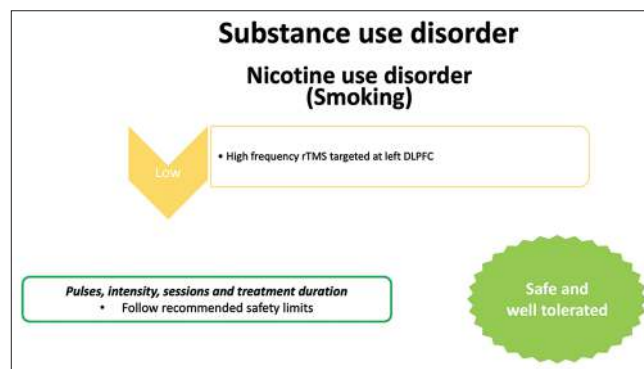 Substance use disorder
Nicotine use disorder
(Smoking)
Low
• High frequency rTMS targeted at left DLPFC
Pulses, intensity, sessions and treatment duration
• Follow recommended safety limits
Safe and
well tolerated